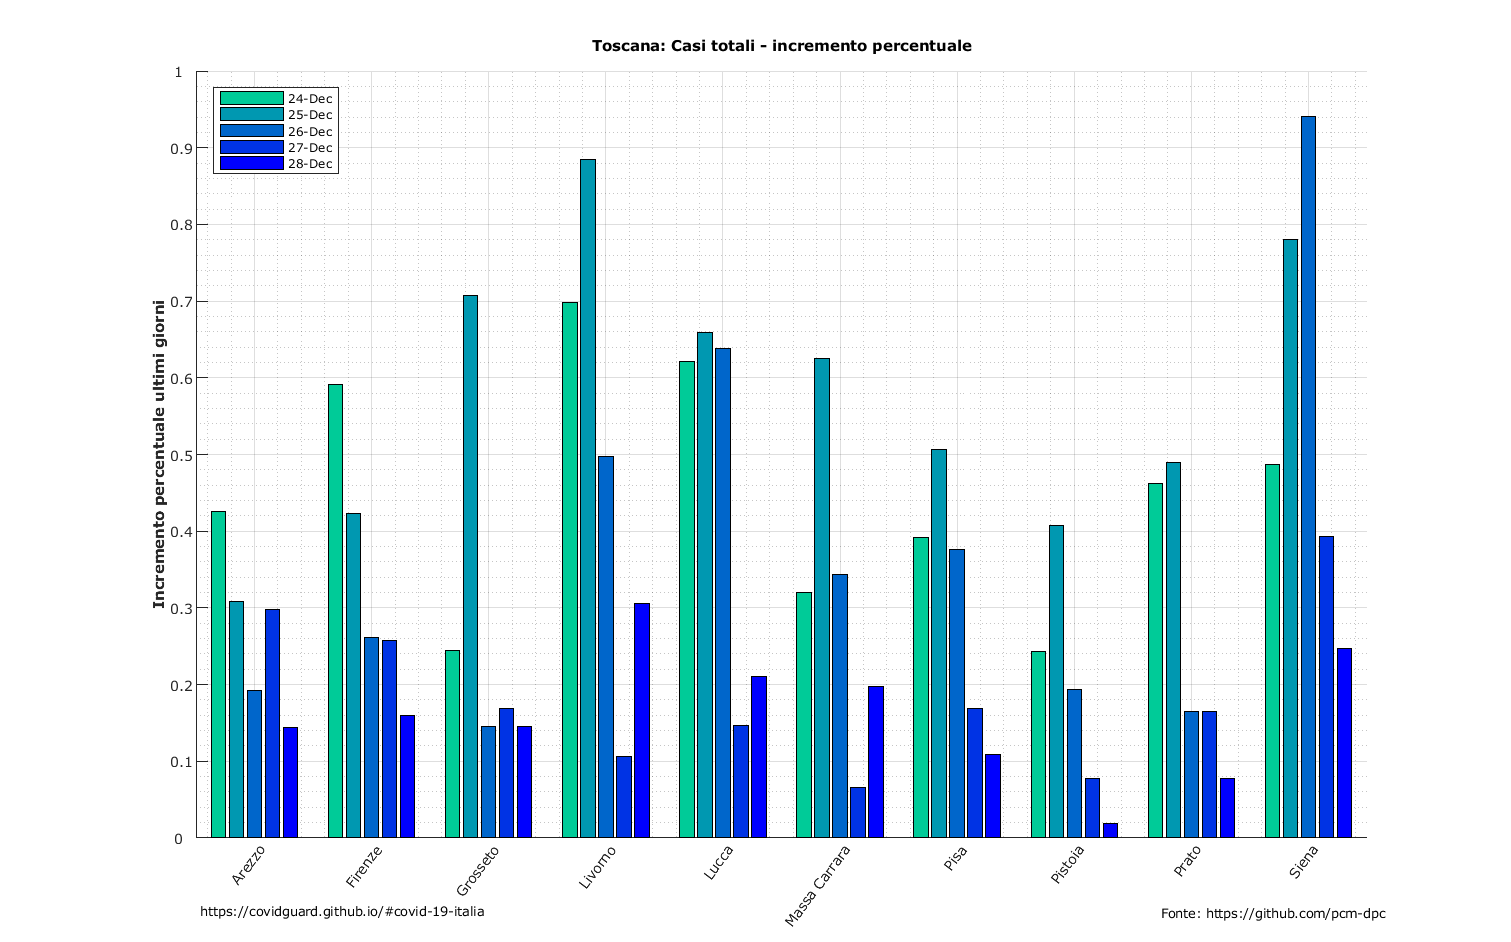 Toscana: Casi totali - incremento percentuale
Incremento percentuale ultimi giorni
1
0.9
0.8
0.7
0.6
0.5
0.4
0.3
0.2
0.1
0
24-Dec
25-Dec
26-Dec
27-Dec
28-Dec
Arezzo
Firenze
Grosseto
Livorno
Lucca
Massa Carrara
Pisa
Pistoia
Prato
Siena
https://covidguard.github.io/#covid-19-italia
Fonte: https://github.com/pcm-dpc